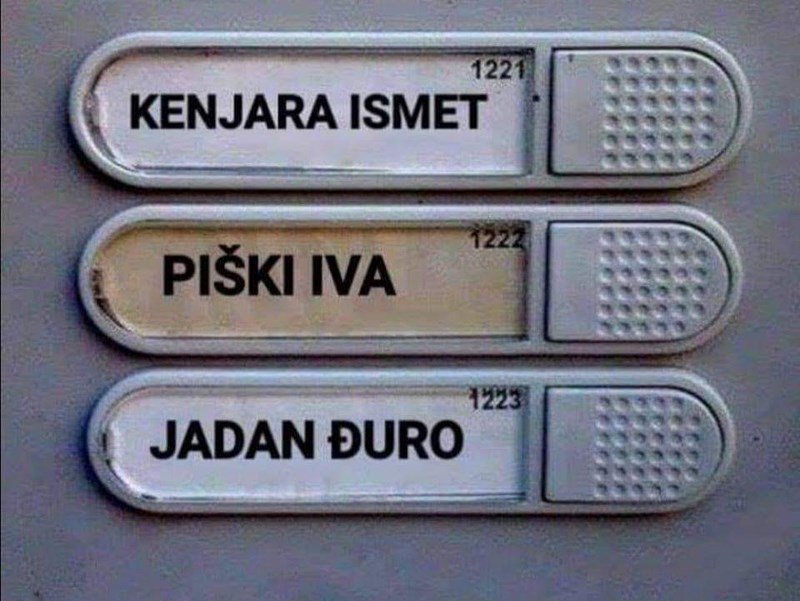 1221
KENJARA ISMET
1222
PIŠKI IVA
1223
JADAN ĐURO